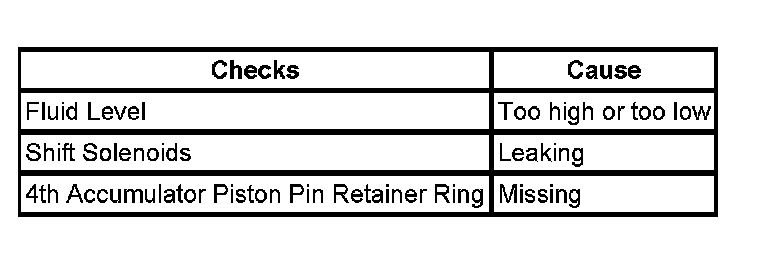 Checks Cause
Fluid Level Too high or too low
Shift Solenoids Leaking
4th Accumulator Piston Pin Retainer Ring Missing